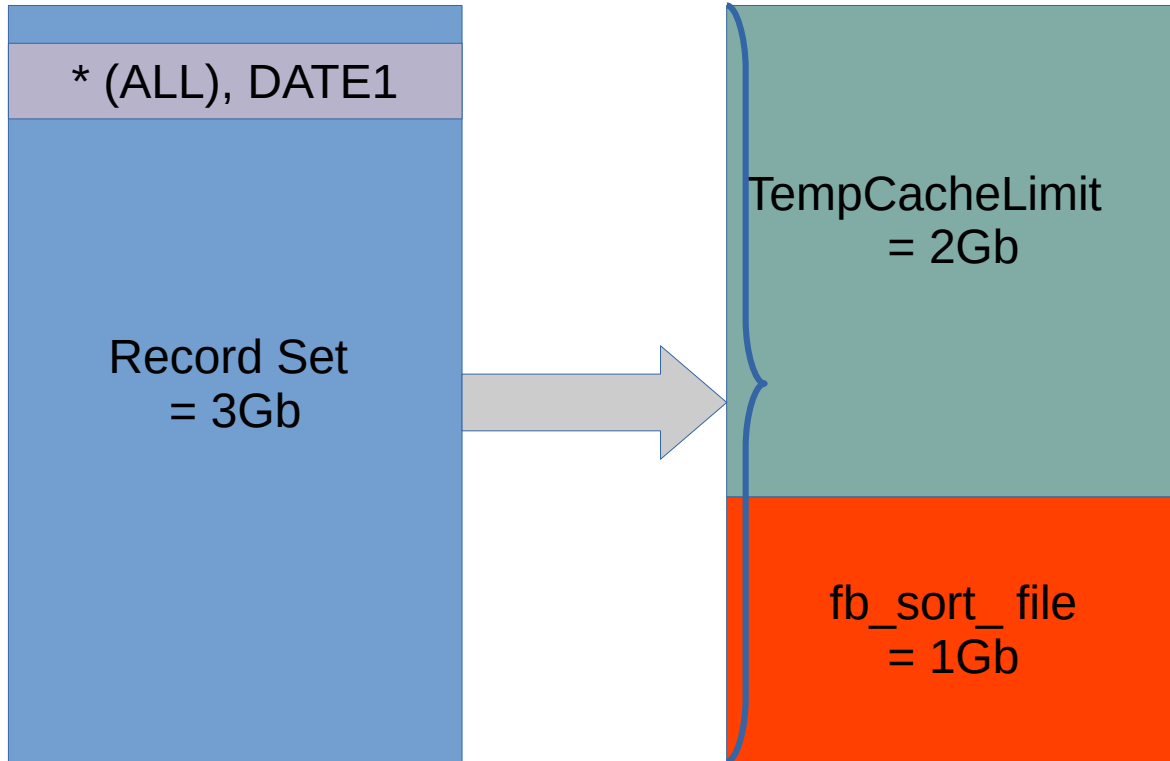 * (ALL), DATE1
Record Set
= 3Gb
TempCacheLimit
= 2Gb
fb_sort_ file
= 1Gb